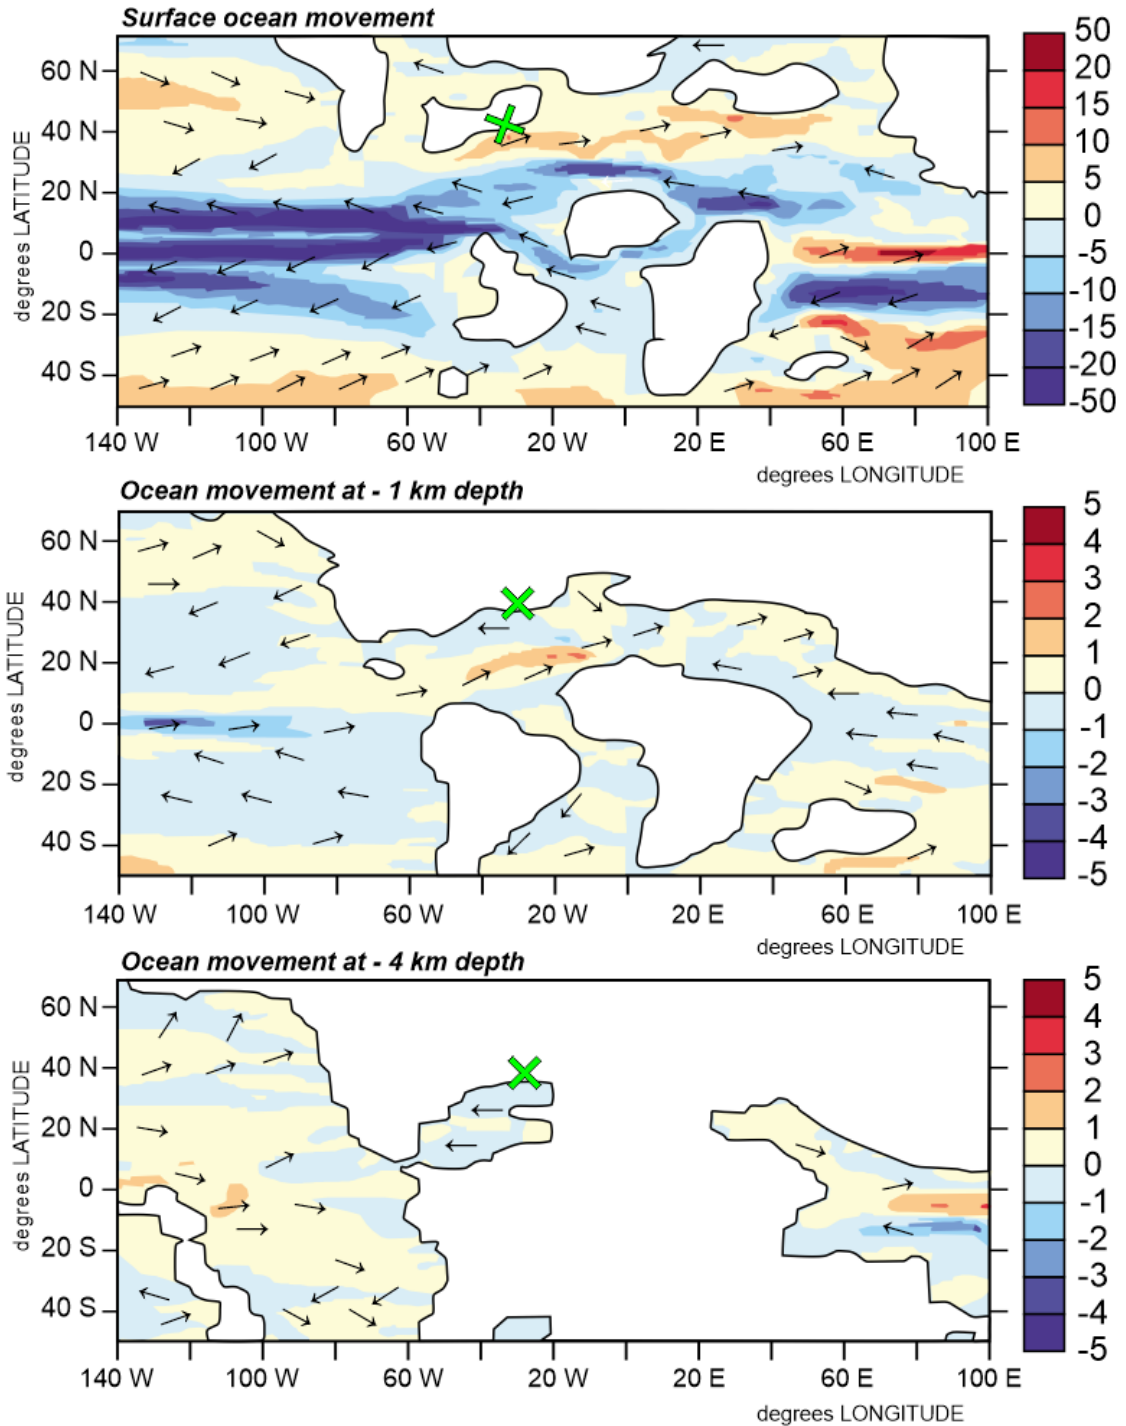 Surface ocean movement
degrees LATITUDE
60 N
40 N
20 N
0
20 S
40 S
140 W 100 W 60 W 20 W 20 E 60 E 100 E
degrees LONGITUDE
50
20
15
10
5
0
-5
-10
-15
-20
-50
Ocean movement at - 1 km depth
degrees LATITUDE
60 N
40 N
20 N
0
20 S
40 S
140 W 100 W 60 W 20 W 20 E 60 E 100 E
degrees LONGITUDE
5
4
3
2
1
0
-1
-2
-3
-4
-5
Ocean movement at - 4 km depth
degrees LATITUDE
60 N
40 N
20 N
0
20 S
40 S
140 W 100 W 60 W 20 W 20 E 60 E 100 E
degrees LONGITUDE
5
4
3
2
1
0
-1
-2
-3
-4
-5